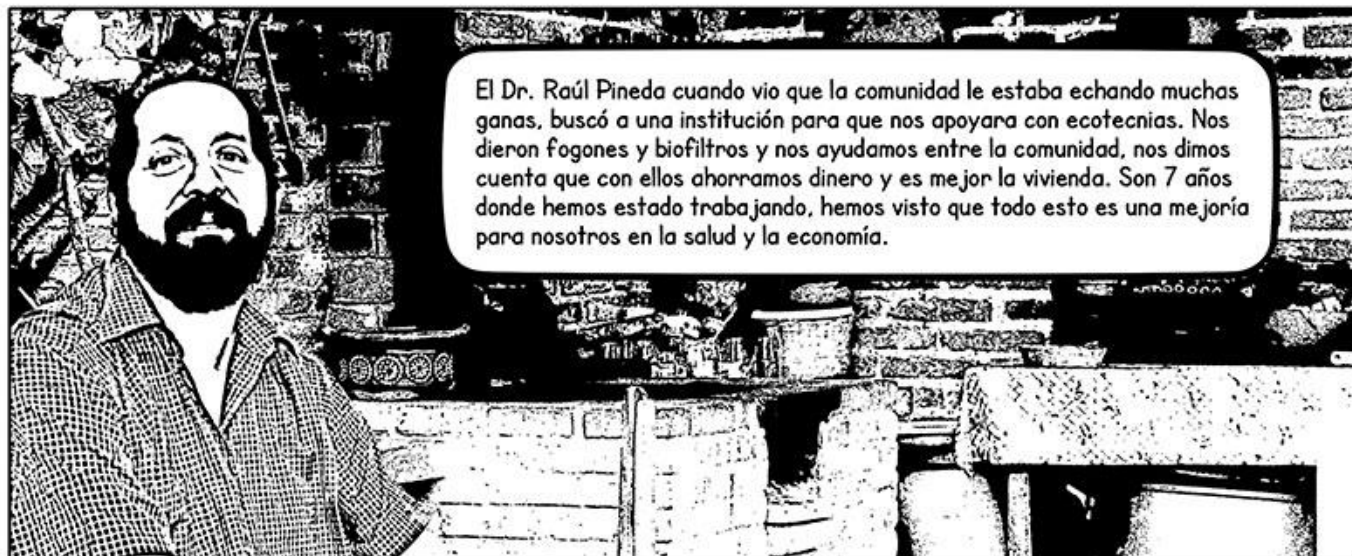 El Dr. Raúl Pineda cuando vio que la comunidad le estaba echando muchas
ganas, buscó a una institución para que nos apoyara con ecotecnias. Nos
dieron fogones y biofiltros y nos ayudamos entre la comunidad, nos dimos
cuenta que con ellos ahorramos dinero y es mejor la vivienda. Son 7 años
donde hemos estado trabajando, hemos visto que todo esto es una mejoría
para nosotros en la salud y la economía.